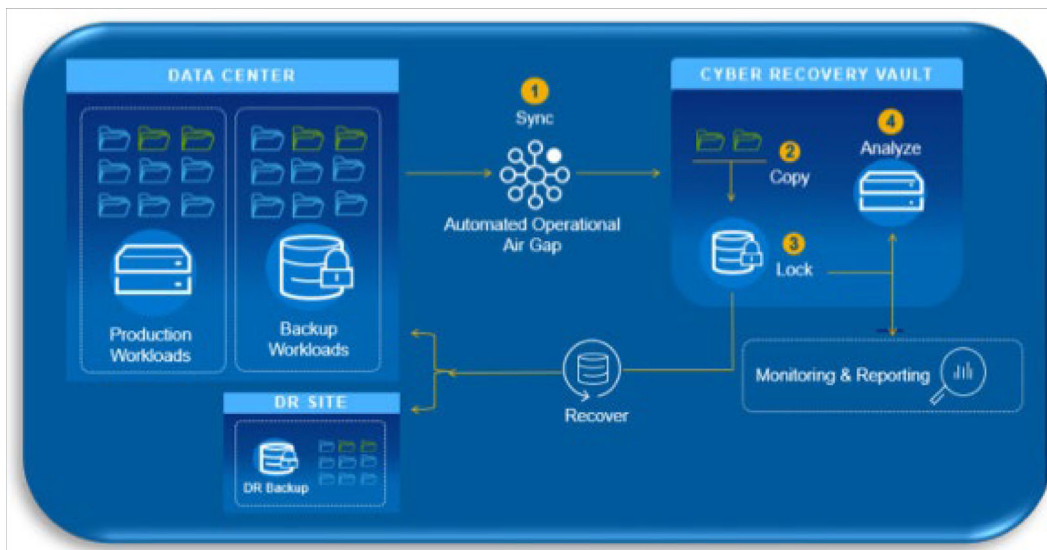 DATA CENTER
Production
Workloads
Backup
Workloads
1
Sync
Automated Operational
Air Gap
CYBER RECOVERY VAULT
2
Copy
3
Lock
4
Analyze
Monitoring & Reporting
Recover
DR SITE
DR Backup